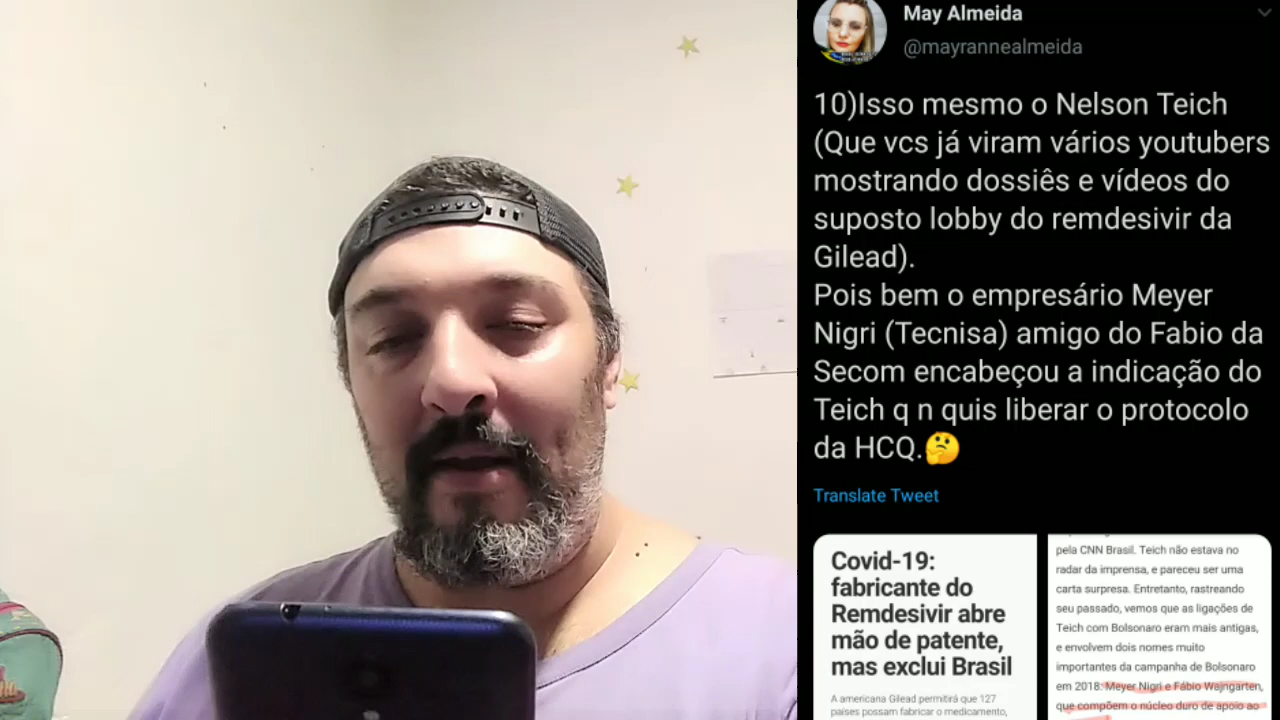 May Almeida
@mayrannealmeida
10)Isso mesmo o Nelson Teich
(Que vcs já viram vários youtubers
mostrando dossiês e vídeos do
suposto lobby do remdesivir da
Gilead).
Pois bem o empresário Meyer
Nigri (Tecnisa) amigo do Fabio da
Secom encabeçou a indicação do
Teich q n quis liberar o protocolo
da HCQ.🤔
Translate Tweet
Covid-19:
fabricante do
Remdesivir abre
mão de patente,
mas exclui Brasil
A americana Gilead permitirá que 127
países possam fabricar o medicamento,
pela CNN Brasil. Teich não estava no
radar da imprensa, e pareceu ser uma
carta surpresa. Entretanto, rastreando
seu passado, vemos que as ligações de
Teich com Bolsonaro eram mais antigas,
e envolvem dois nomes muito
importantes da campanha de Bolsonaro
em 2018: Meyer Nigri e Fábio Wajngarten,
que compõem o núcleo duro de apoio ao